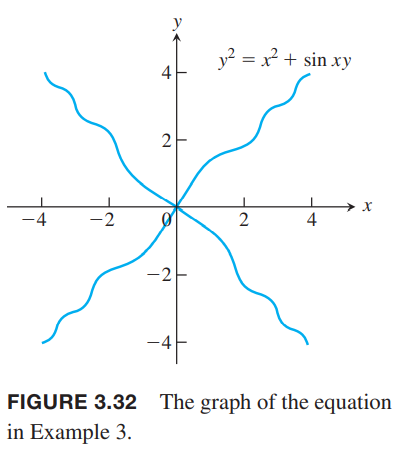 y
4
y² = x² + sin xy
2
−4
−2
0
2
4
x
−2
−4
FIGURE 3.32 The graph of the equation
in Example 3.